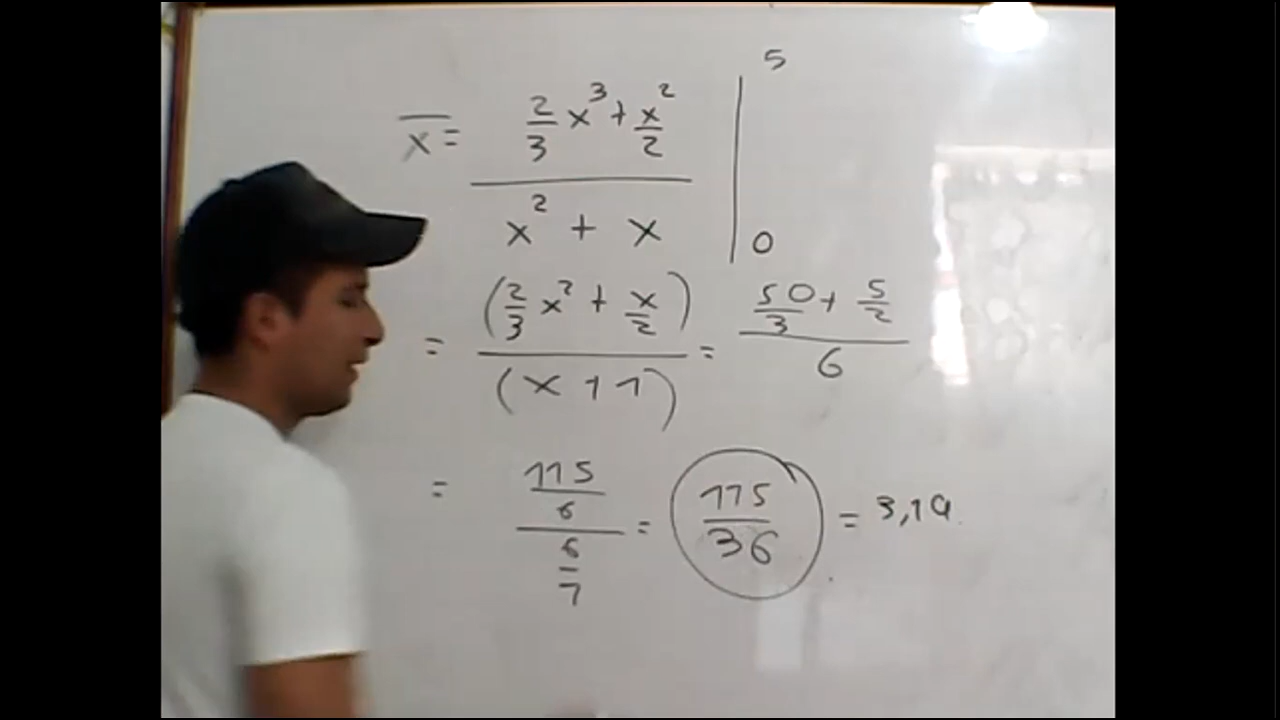 x̄ = (2/3 x³ + x²/2) / (x² + x) |₀⁵
= (2/3 x² + x/2) / (x + 1) = (50/3 + 5/2) / 6
= (115/6) / (6/1) = 115/36 = 3,19